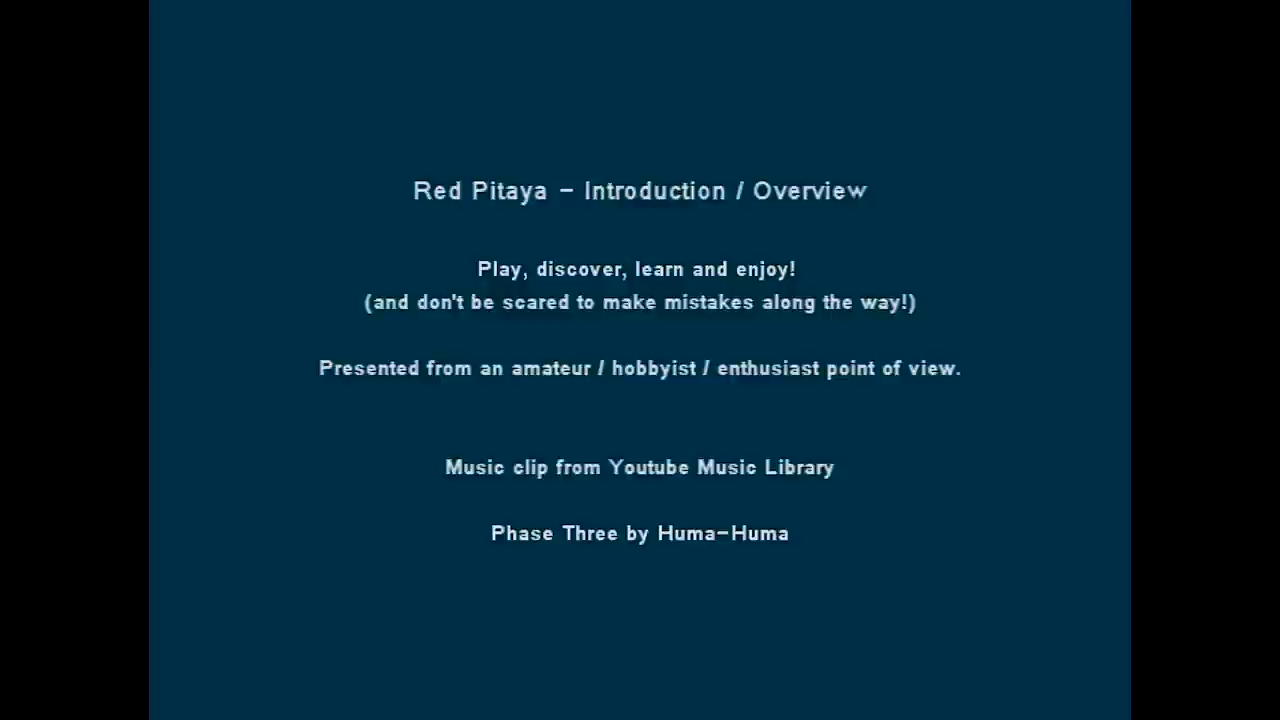 Red Pitaya - Introduction / Overview
Play, discover, learn and enjoy!
(and don't be scared to make mistakes along the way!)
Presented from an amateur / hobbyist / enthusiast point of view.
Music clip from Youtube Music Library
Phase Three by Huma-Huma